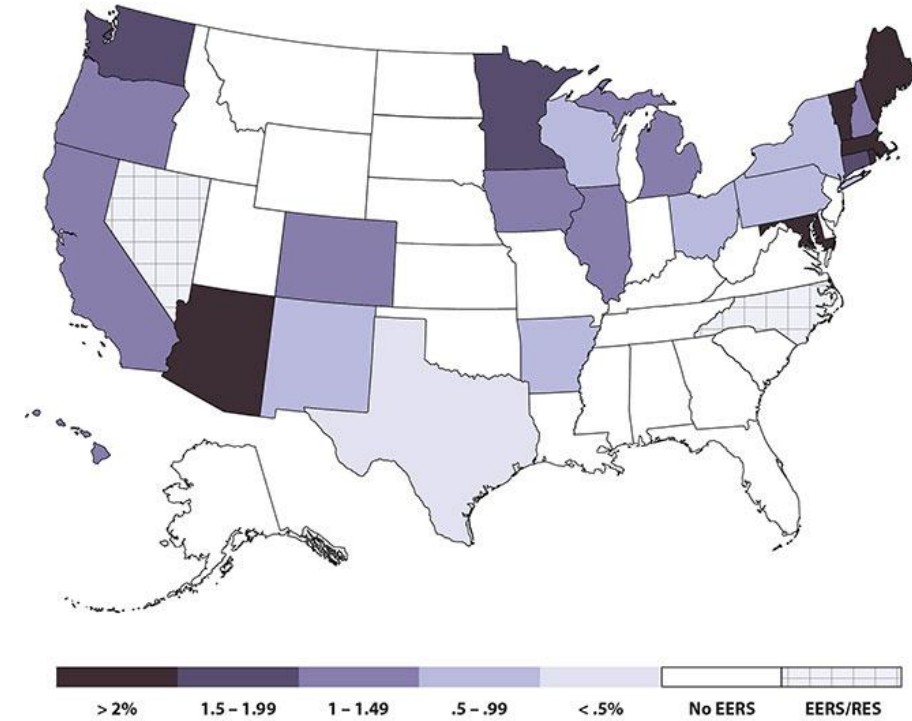 > 2% 1.5 – 1.99 1 – 1.49 .5 – .99 < .5% No EERS EERS/RES